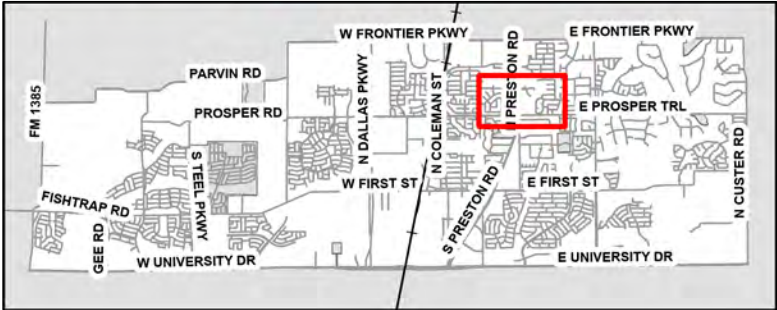 W FRONTIER PKWY
E FRONTIER PKWY
PARVIN RD
FM 1385
PROSPER RD
N DALLAS PKWY
N COLEMAN ST
N PRESTON RD
E PROSPER TRL
S TEEL PKWY
W FIRST ST
E FIRST ST
N CUSTER RD
FISHTRAP RD
GEE RD
S PRESTON RD
W UNIVERSITY DR
E UNIVERSITY DR